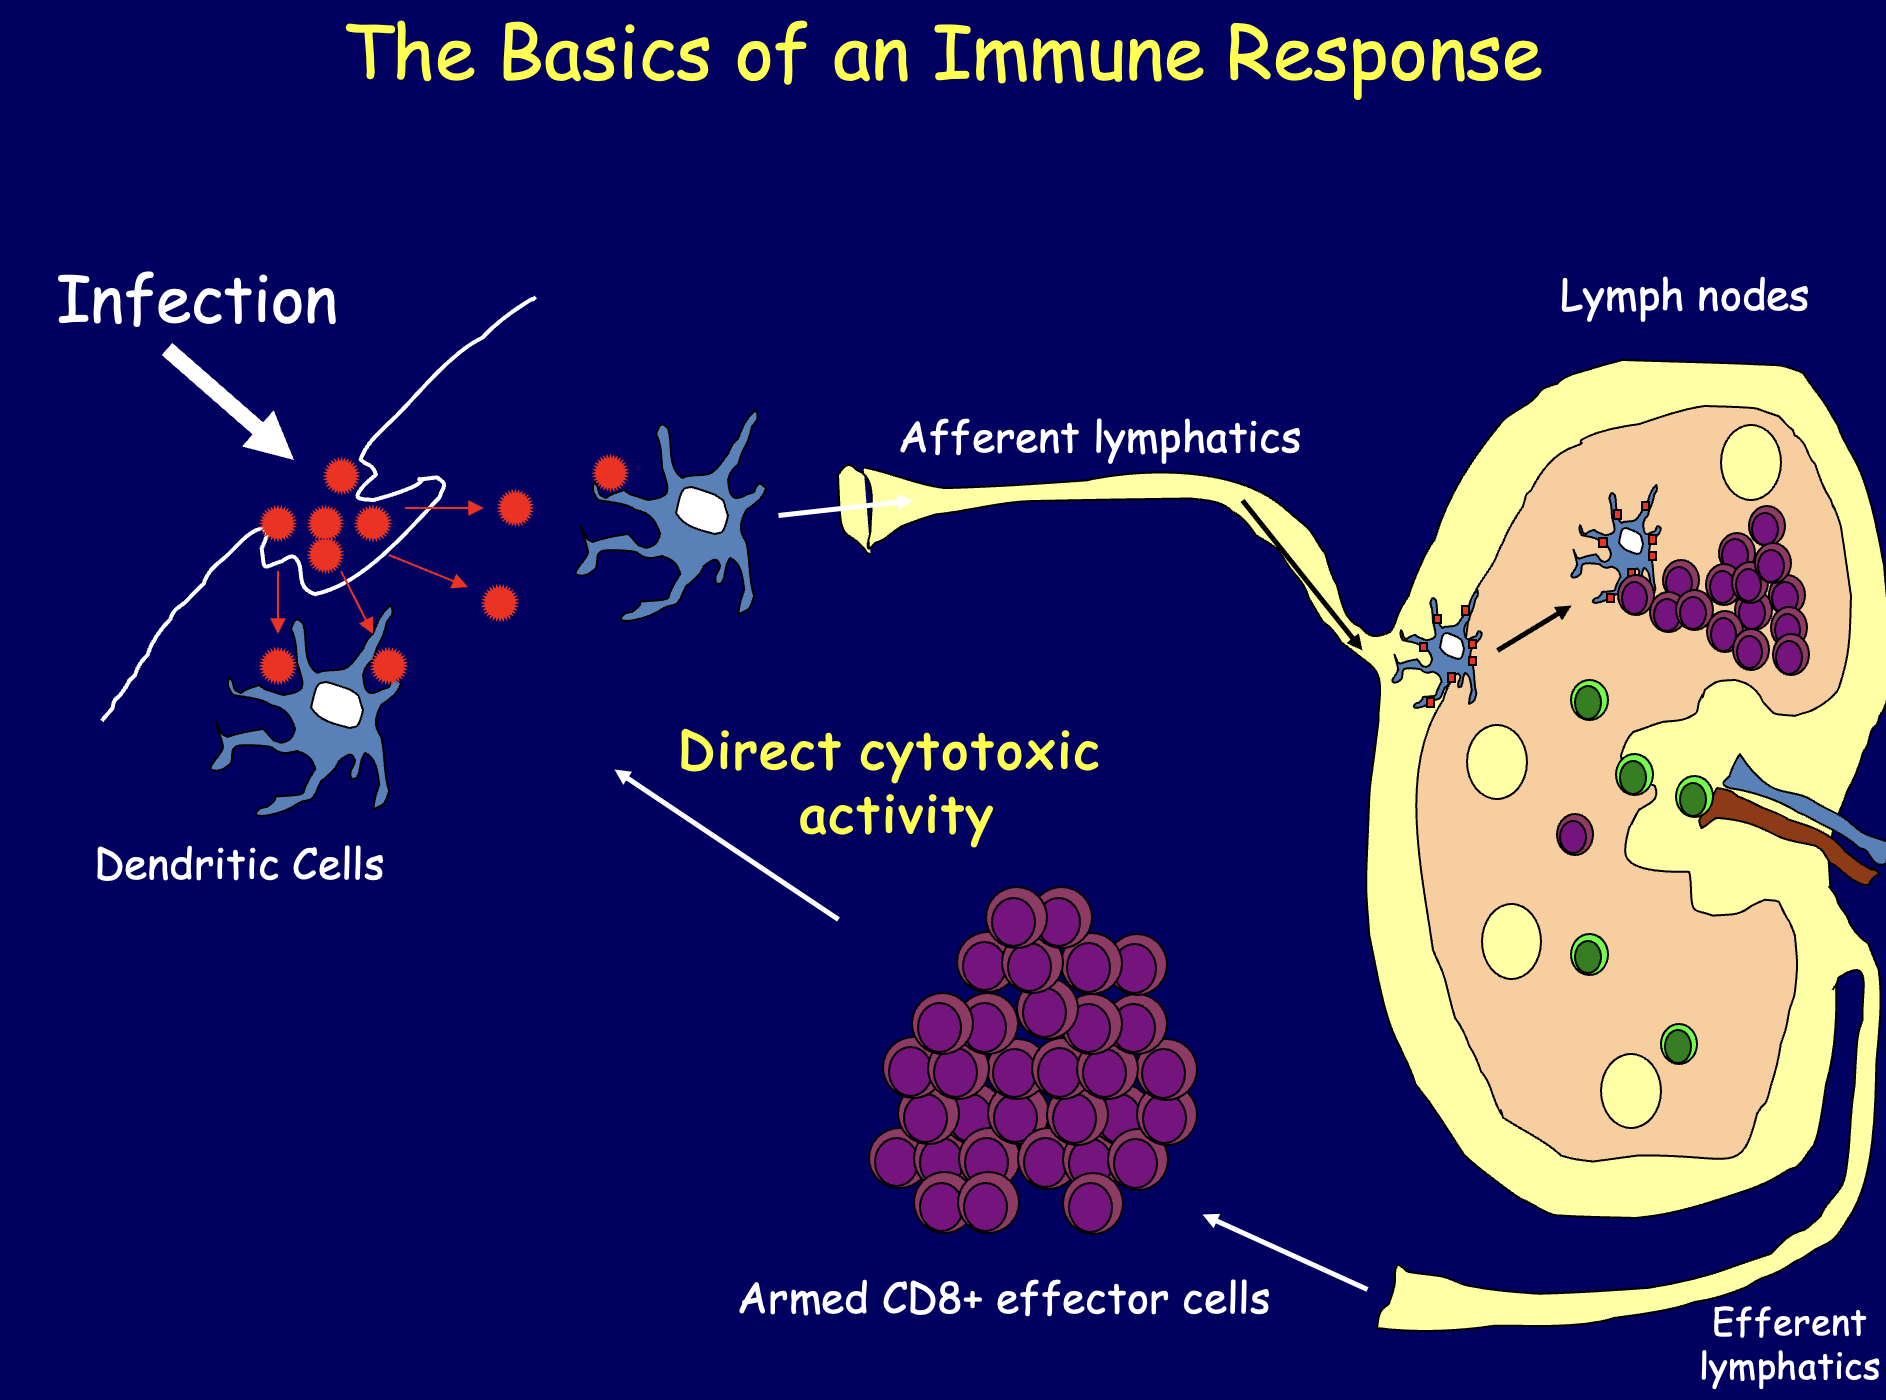 The Basics of an Immune Response
Infection
Lymph nodes
Afferent lymphatics
Direct cytotoxic
activity
Dendritic Cells
Armed CD8+ effector cells
Efferent
lymphatics